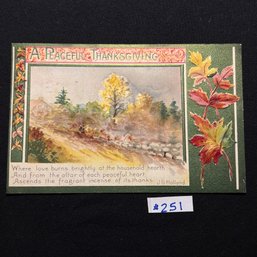 A PEACEFUL THANKSGIVING
Where love burns brightly at the household hearth
And from the altar of each peaceful heart
Ascends the fragrant incense, of its thanks
#251